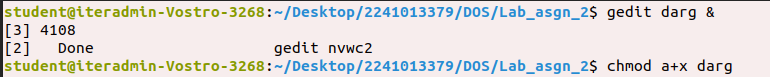 student@iteradmin-Vostro-3268:~/Desktop/2241013379/DOS/Lab_asgn_2$ gedit darg &
[3] 4108
[2]   Done                    gedit nvwc2
student@iteradmin-Vostro-3268:~/Desktop/2241013379/DOS/Lab_asgn_2$ chmod a+x darg